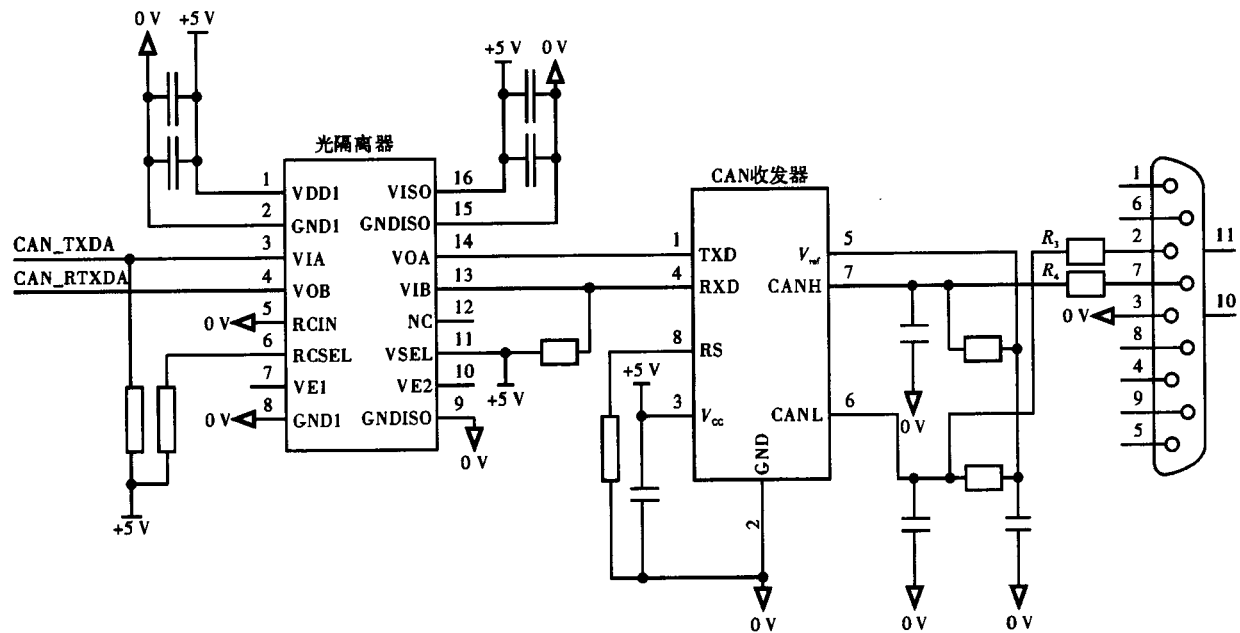 0 V
+5 V
+5 V
0 V
光隔离器
1
VDD1
2
GND1
CAN_TXDA
3
VIA
CAN_RTXDA
4
VOB
0 V
5
RCIN
6
RCSEL
7
VE1
0 V
8
GND1
+5 V
VISO
16
GNDISO
15
VOA
14
VIB
13
NC
12
VSEL
11
+5 V
VE2
10
GNDISO
9
0 V
CAN收发器
1
TXD
4
RXD
8
RS
+5 V
3
Vcc
GND
2
0 V
Vref
5
CANH
7
CANL
6
0 V
0 V
0 V
R3
R4
0 V
1
6
2
7
3
8
4
9
5
11
10